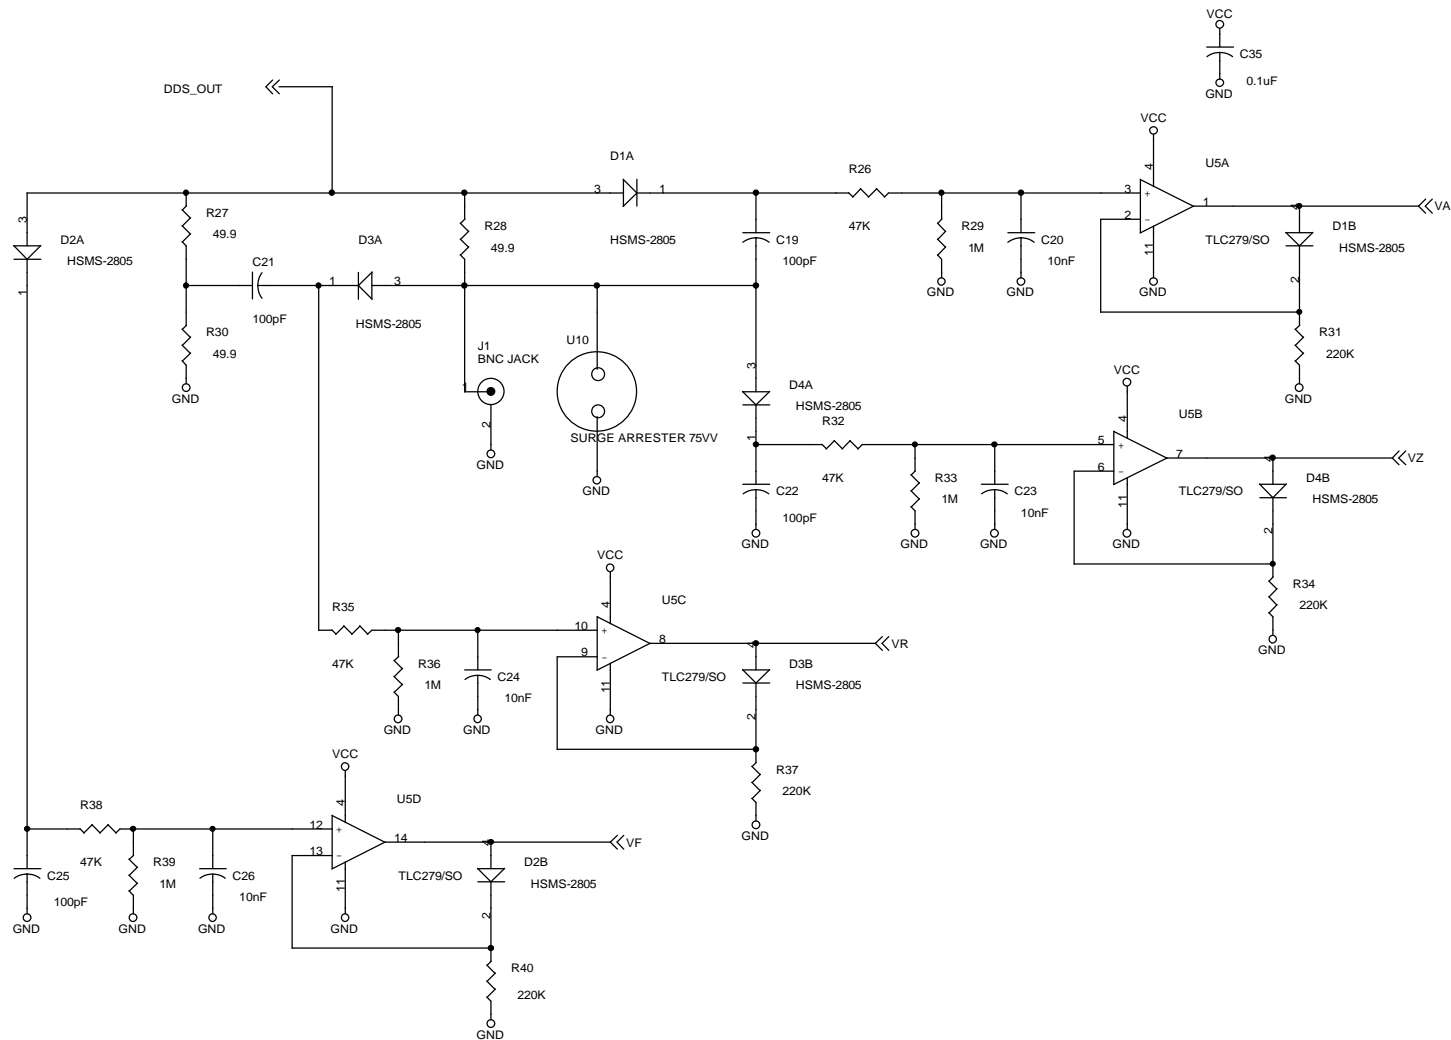 VCC
C35
0.1uF
GND
DDS_OUT
VCC
D1A
R26
4
U5A
3
1
3
1
VA
2
4
3
R27
49.9
D3A
R28
49.9
HSMS-2805
47K
C19
100pF
R29
1M
C20
10nF
11
TLC279/SO
D1B
HSMS-2805
D2A
HSMS-2805
C21
1
3
2
1
GND
GND
GND
100pF
HSMS-2805
R30
49.9
U10
R31
220K
J1
BNC JACK
3
VCC
GND
1
D4A
HSMS-2805
GND
4
U5B
2
SURGE ARRESTER 75VV
1
R32
5
7
VZ
6
4
GND
GND
C22
100pF
47K
R33
1M
C23
10nF
11
TLC279/SO
D4B
HSMS-2805
2
GND
GND
GND
GND
VCC
R34
220K
4
U5C
R35
10
8
VR
9
4
GND
47K
R36
1M
C24
10nF
11
TLC279/SO
D3B
HSMS-2805
2
GND
GND
GND
VCC
R37
220K
4
U5D
R38
12
14
VF
13
4
GND
C25
100pF
47K
R39
1M
C26
10nF
11
TLC279/SO
D2B
HSMS-2805
2
GND
GND
GND
GND
R40
220K
GND